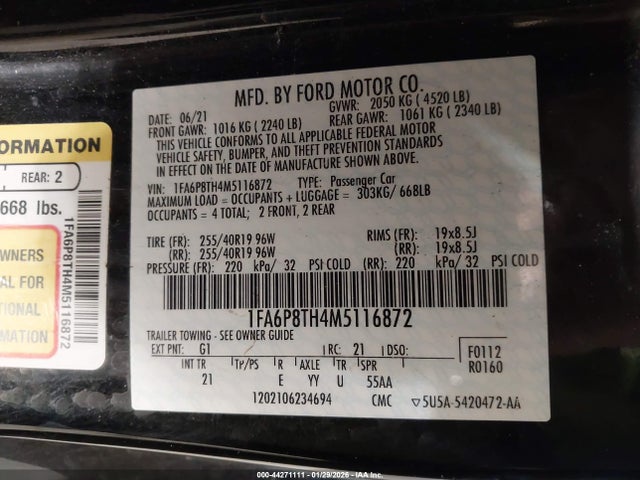 MFD. BY FORD MOTOR CO.
DATE: 06/21 GVWR: 2050 KG ( 4520 LB)
FRONT GAWR: 1016 KG ( 2240 LB) REAR GAWR: 1061 KG ( 2340 LB)
THIS VEHICLE CONFORMS TO ALL APPLICABLE FEDERAL MOTOR
VEHICLE SAFETY, BUMPER, AND THEFT PREVENTION STANDARDS
IN EFFECT ON THE DATE OF MANUFACTURE SHOWN ABOVE.
VIN: 1FA6P8TH4M5116872 TYPE: Passenger Car
MAXIMUM LOAD = OCCUPANTS + LUGGAGE = 303KG/ 668LB
OCCUPANTS = 4 TOTAL; 2 FRONT, 2 REAR
TIRE (FR): 255/40R19 96W RIMS (FR): 19x8.5J
(RR): 255/40R19 96W (RR): 19x8.5J
PRESSURE (FR): 220 kPa/ 32 PSI COLD (RR): 220 kPa/ 32 PSI COLD
1FA6P8TH4M5116872
TRAILER TOWING - SEE OWNER GUIDE
EXT PNT: G1 RC: 21 DSO: F0112
INT TR TP/PS R AXLE TR SPR R0160
21 E YY U 55AA
1202106234694 CMC ▽5U5A-5420472-AA
ORMATION
REAR: 2
668 lbs.
OWNERS
AL FOR
TIONAL
ION
1FA6P8TH4M5116872
000-44271111 - 01/29/2026 - IAA Inc.